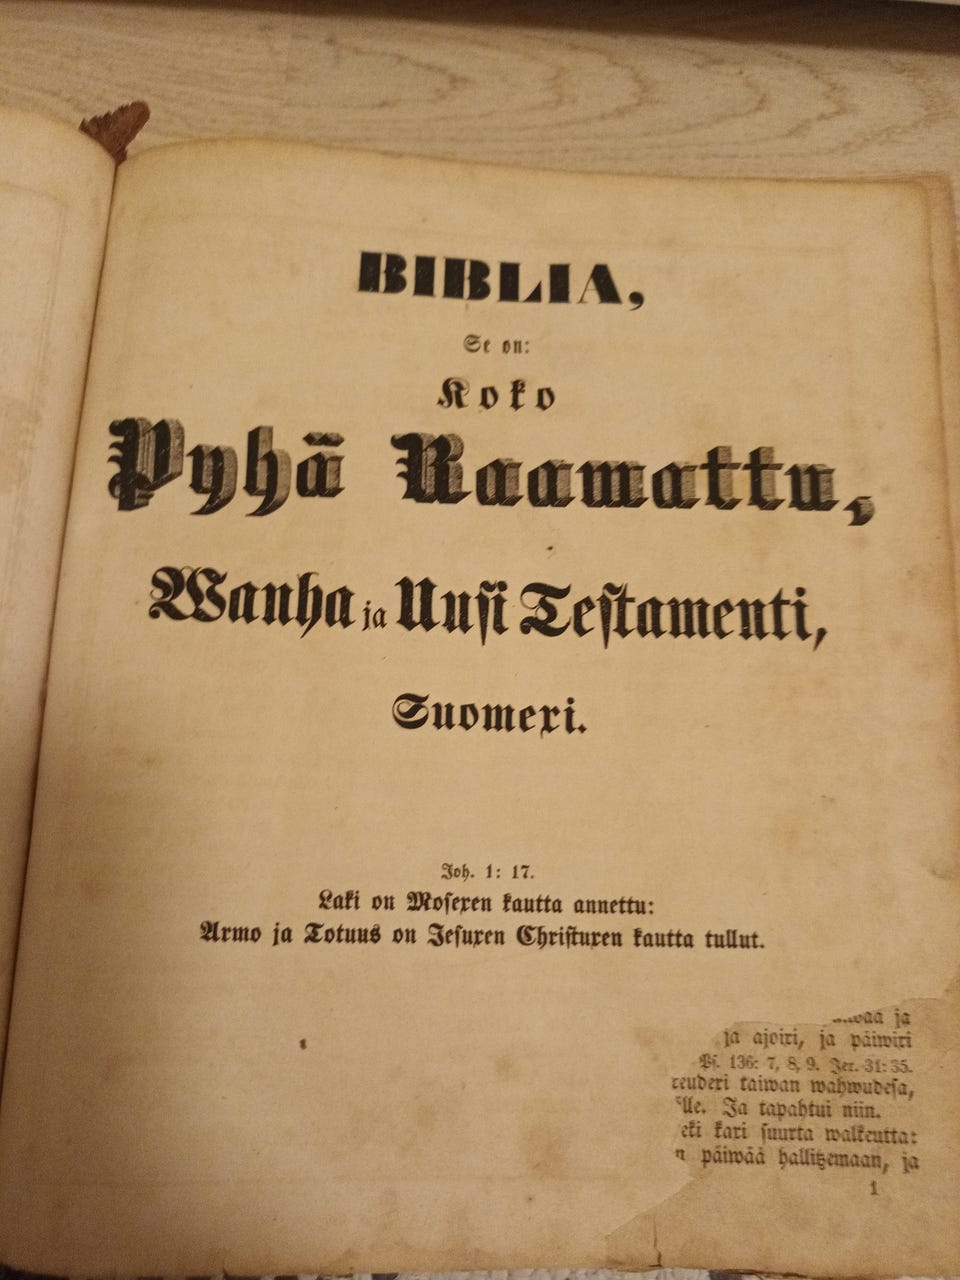 BIBLIA,
Se on:
Koko
Pyhä Raamattu,
Wanha ja Uusi Testamenti,
Suomexi.
Joh. 1: 17.
Laki on Mosexen kautta annettu:
Armo ja Totuus on Jesuxen Christuxen kautta tullut.
ja
ja ajoixi, ja päiwixi
Ps. 136: 7, 8, 9. Jer. 31: 35.
taiwan wahwudesa,
Ja tapahtui niin.
kaxi suurta walkeutta:
päiwää hallitzemaan, ja
1